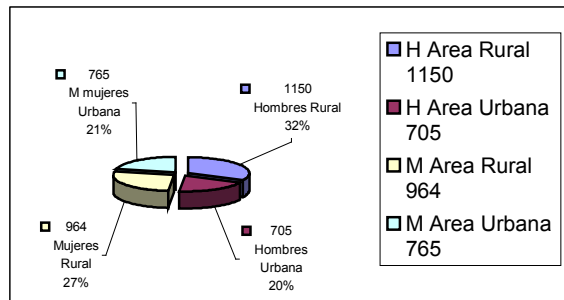 765
M mujeres
Urbana
21%
1150
Hombres Rural
32%
964
Mujeres
Rural
27%
705
Hombres
Urbana
20%
H Area Rural
1150
H Area Urbana
705
M Area Rural
964
M Area Urbana
765